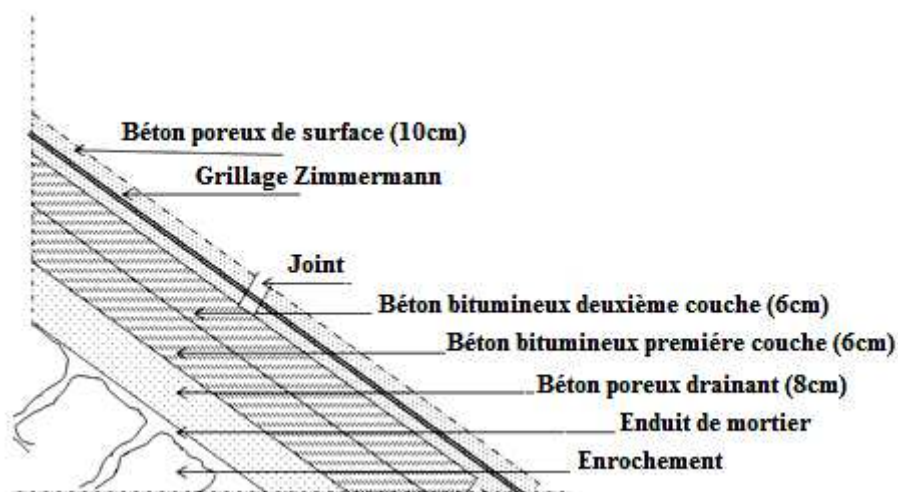 Béton poreux de surface (10cm)
Grillage Zimmermann
Joint
Béton bitumineux deuxième couche (6cm)
Béton bitumineux premiére couche (6cm)
Béton poreux drainant (8cm)
Enduit de mortier
Enrochement